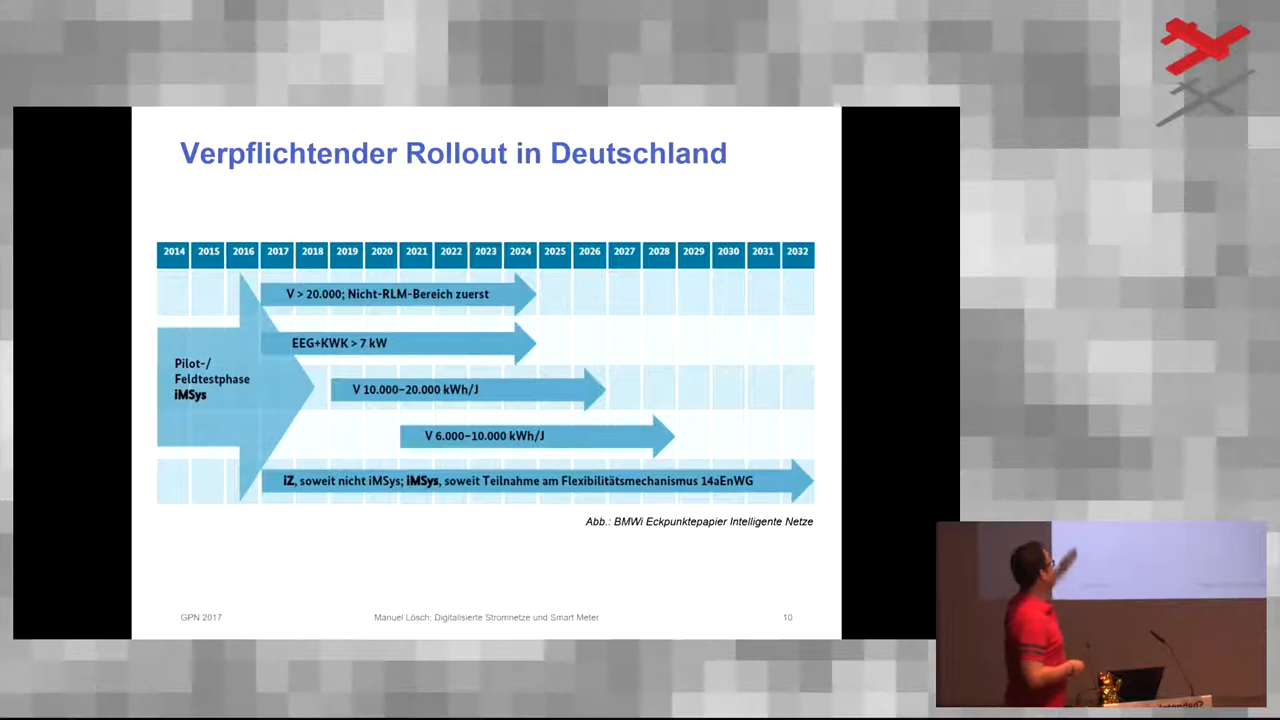 Verpflichtender Rollout in Deutschland
2014 2015 2016 2017 2018 2019 2020 2021 2022 2023 2024 2025 2026 2027 2028 2029 2030 2031 2032
V > 20.000; Nicht-RLM-Bereich zuerst
EEG+KWK > 7 kW
Pilot-/
Feldtestphase
iMSys
V 10.000–20.000 kWh/J
V 6.000–10.000 kWh/J
iZ, soweit nicht iMSys; iMSys, soweit Teilnahme am Flexibilitätsmechanismus 14aEnWG
Abb.: BMWi Eckpunktepapier Intelligente Netze
GPN 2017
Manuel Lösch: Digitalisierte Stromnetze und Smart Meter
10